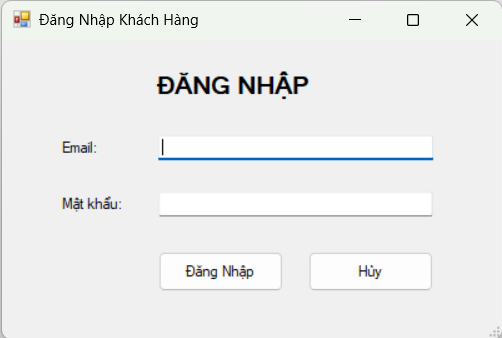 Đăng Nhập Khách Hàng
ĐĂNG NHẬP
Email:
Mật khẩu:
Đăng Nhập
Hủy